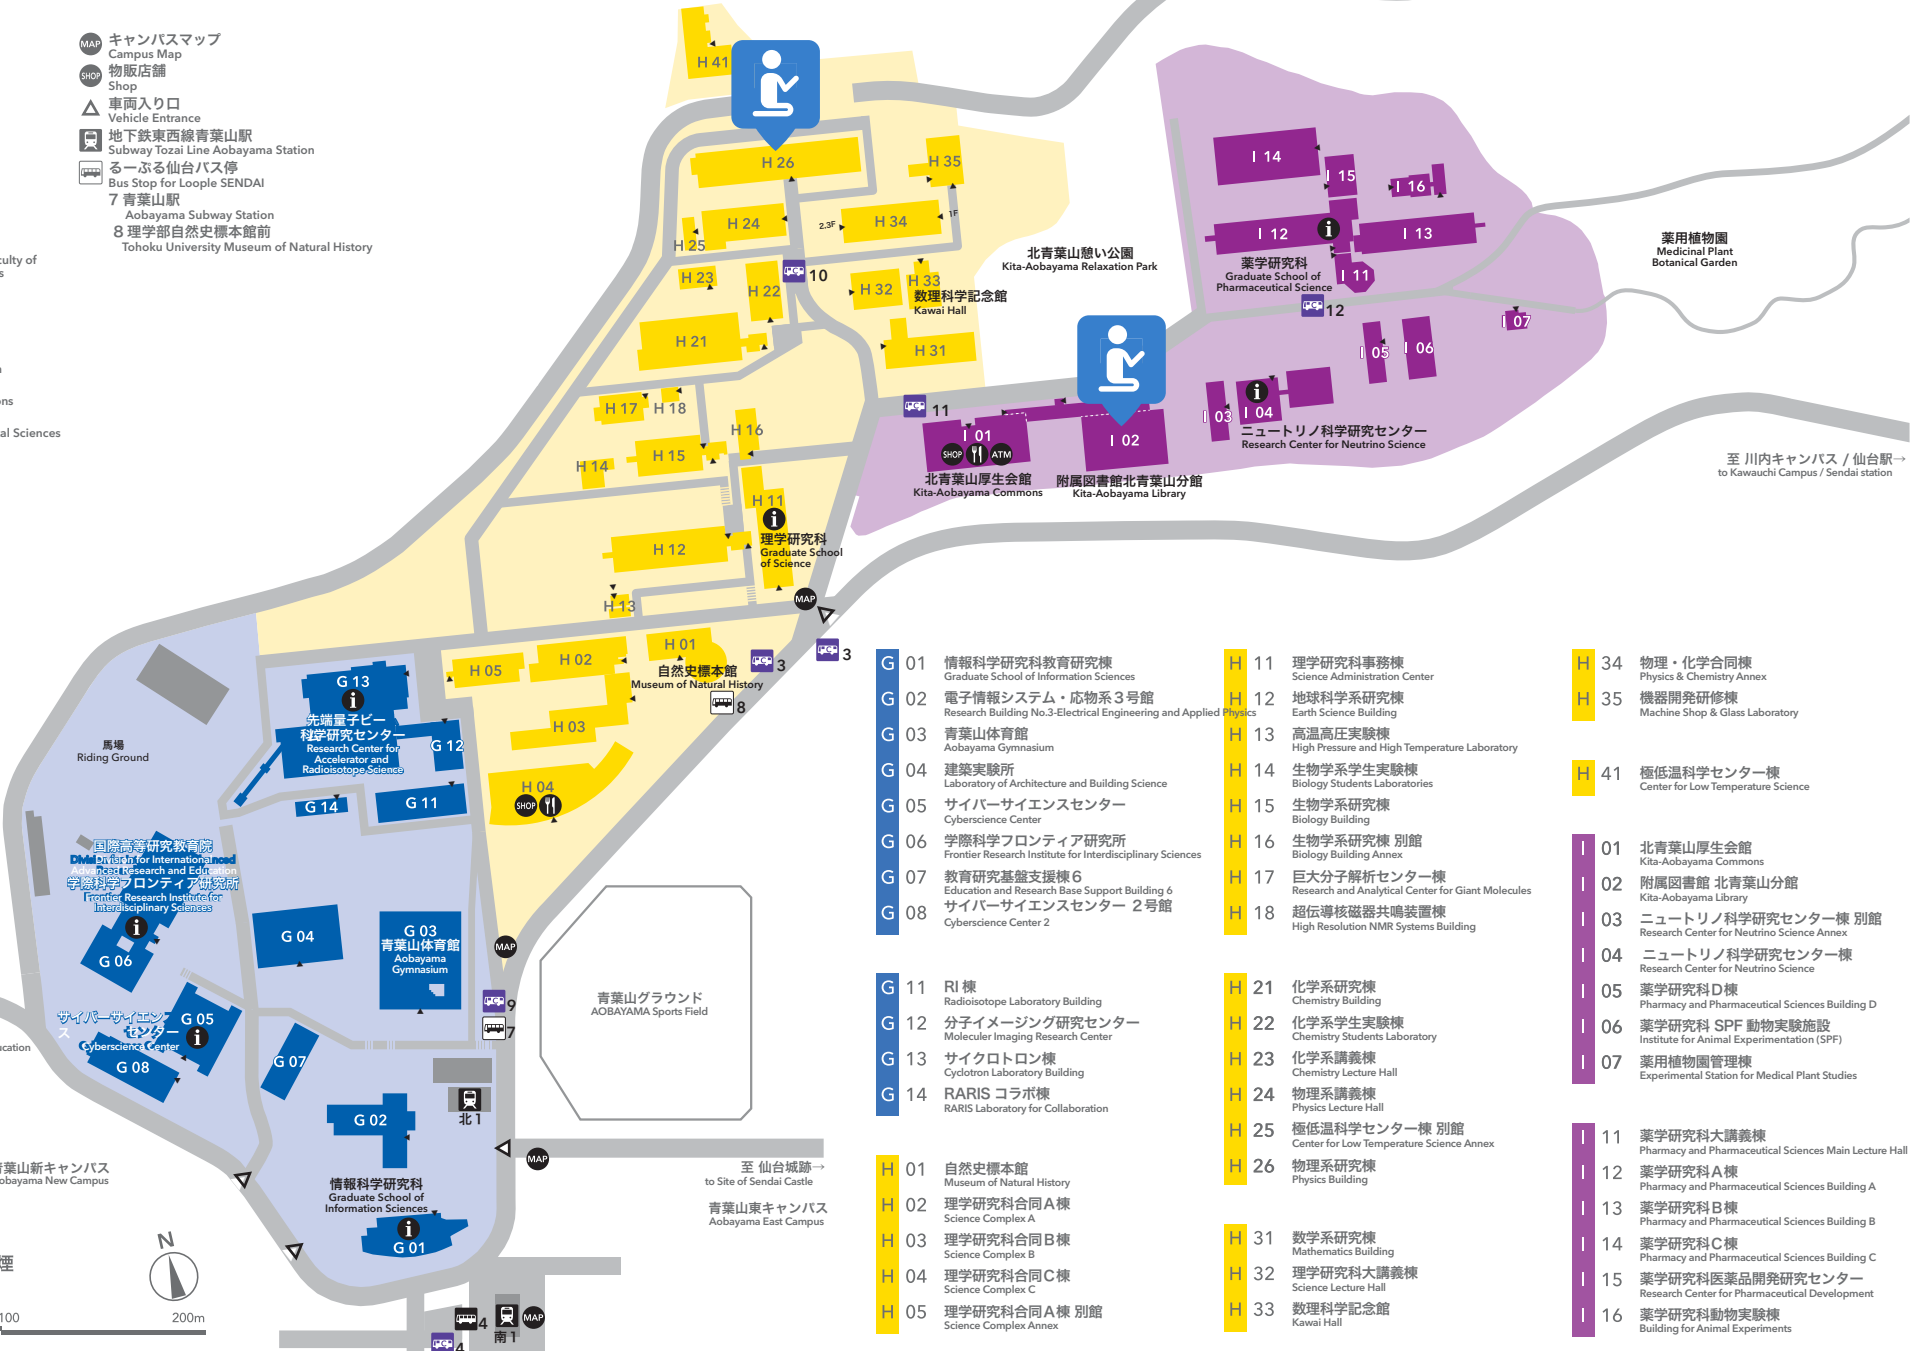 キャンパスマップ
Campus Map
物販店舗
Shop
車両入り口
Vehicle Entrance
地下鉄東西線青葉山駅
Subway Tozai Line Aobayama Station
るーぷる仙台バス停
Bus Stop for Loople SENDAI
7 青葉山駅
Aobayama Subway Station
8 理学部自然史標本館前
Tohoku University Museum of Natural History
MAP
SHOP
H 41
H 26
H 35
H 24
H 34
2.3F
1F
H 25
H 23
H 22
10
H 32
H 33
数理科学記念館
Kawai Hall
H 21
H 31
北青葉山憩い公園
Kita-Aobayama Relaxation Park
I 14
I 15
I 16
I 12
I 13
薬学研究科
Graduate School of
Pharmaceutical Science
I 11
12
薬用植物園
Medicinal Plant
Botanical Garden
I 07
I 05
I 06
I 03
I 04
ニュートリノ科学研究センター
Research Center for Neutrino Science
11
I 01
SHOP
ATM
北青葉山厚生会館
Kita-Aobayama Commons
I 02
附属図書館北青葉山分館
Kita-Aobayama Library
至 川内キャンパス / 仙台駅→
to Kawauchi Campus / Sendai station
H 17
H 18
H 16
H 15
H 14
H 11
理学研究科
Graduate School
of Science
H 12
H 13
MAP
3
3
H 01
自然史標本館
Museum of Natural History
8
H 02
H 05
H 03
H 04
SHOP
G 13
先端量子ビー
科学研究センター
Research Center for
Accelerator and
Radioisotope Science
G 12
G 14
G 11
馬場
Riding Ground
国際高等研究教育院
Division for International
Advanced Research and Education
学際科学フロンティア研究所
Frontier Research Institute for
Interdisciplinary Sciences
G 06
G 04
G 03
青葉山体育館
Aobayama
Gymnasium
MAP
9
7
青葉山グラウンド
AOBAYAMA Sports Field
サイバーサイエンス
センター
Cyberscience Center
G 05
G 08
G 07
G 02
北1
MAP
至 仙台城跡→
to Site of Sendai Castle
青葉山東キャンパス
Aobayama East Campus
情報科学研究科
Graduate School of
Information Sciences
G 01
4
4
南1
MAP
N
100
200m
culty of
s
ons
al Sciences
ucation
青葉山新キャンパス
obayama New Campus
煙
G 01 情報科学研究科教育研究棟
Graduate School of Information Sciences
G 02 電子情報システム・応物系３号館
Research Building No.3-Electrical Engineering and Applied Physics
G 03 青葉山体育館
Aobayama Gymnasium
G 04 建築実験所
Laboratory of Architecture and Building Science
G 05 サイバーサイエンスセンター
Cyberscience Center
G 06 学際科学フロンティア研究所
Frontier Research Institute for Interdisciplinary Sciences
G 07 教育研究基盤支援棟６
Education and Research Base Support Building 6
G 08 サイバーサイエンスセンター ２号館
Cyberscience Center 2
G 11 RI 棟
Radioisotope Laboratory Building
G 12 分子イメージング研究センター
Moleculer Imaging Research Center
G 13 サイクロトロン棟
Cyclotron Laboratory Building
G 14 RARIS コラボ棟
RARIS Laboratory for Collaboration
H 01 自然史標本館
Museum of Natural History
H 02 理学研究科合同Ａ棟
Science Complex A
H 03 理学研究科合同Ｂ棟
Science Complex B
H 04 理学研究科合同Ｃ棟
Science Complex C
H 05 理学研究科合同Ａ棟 別館
Science Complex Annex
H 11 理学研究科事務棟
Science Administration Center
H 12 地球科学系研究棟
Earth Science Building
H 13 高温高圧実験棟
High Pressure and High Temperature Laboratory
H 14 生物学系学生実験棟
Biology Students Laboratories
H 15 生物学系研究棟
Biology Building
H 16 生物学系研究棟 別館
Biology Building Annex
H 17 巨大分子解析センター棟
Research and Analytical Center for Giant Molecules
H 18 超伝導核磁器共鳴装置棟
High Resolution NMR Systems Building
H 21 化学系研究棟
Chemistry Building
H 22 化学系学生実験棟
Chemistry Students Laboratory
H 23 化学系講義棟
Chemistry Lecture Hall
H 24 物理系講義棟
Physics Lecture Hall
H 25 極低温科学センター棟 別館
Center for Low Temperature Science Annex
H 26 物理系研究棟
Physics Building
H 31 数学系研究棟
Mathematics Building
H 32 理学研究科大講義棟
Science Lecture Hall
H 33 数理科学記念館
Kawai Hall
H 34 物理・化学合同棟
Physics & Chemistry Annex
H 35 機器開発研修棟
Machine Shop & Glass Laboratory
H 41 極低温科学センター棟
Center for Low Temperature Science
I 01 北青葉山厚生会館
Kita-Aobayama Commons
I 02 附属図書館 北青葉山分館
Kita-Aobayama Library
I 03 ニュートリノ科学研究センター棟 別館
Research Center for Neutrino Science Annex
I 04 ニュートリノ科学研究センター棟
Research Center for Neutrino Science
I 05 薬学研究科Ｄ棟
Pharmacy and Pharmaceutical Sciences Building D
I 06 薬学研究科 SPF 動物実験施設
Institute for Animal Experimentation (SPF)
I 07 薬用植物園管理棟
Experimental Station for Medical Plant Studies
I 11 薬学研究科大講義棟
Pharmacy and Pharmaceutical Sciences Main Lecture Hall
I 12 薬学研究科Ａ棟
Pharmacy and Pharmaceutical Sciences Building A
I 13 薬学研究科Ｂ棟
Pharmacy and Pharmaceutical Sciences Building B
I 14 薬学研究科Ｃ棟
Pharmacy and Pharmaceutical Sciences Building C
I 15 薬学研究科医薬品開発研究センター
Research Center for Pharmaceutical Development
I 16 薬学研究科動物実験棟
Building for Animal Experiments